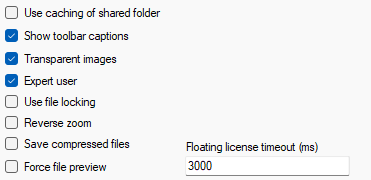 Use caching of shared folder
Show toolbar captions
Transparent images
Expert user
Use file locking
Reverse zoom
Save compressed files
Floating license timeout (ms)
Force file preview
3000